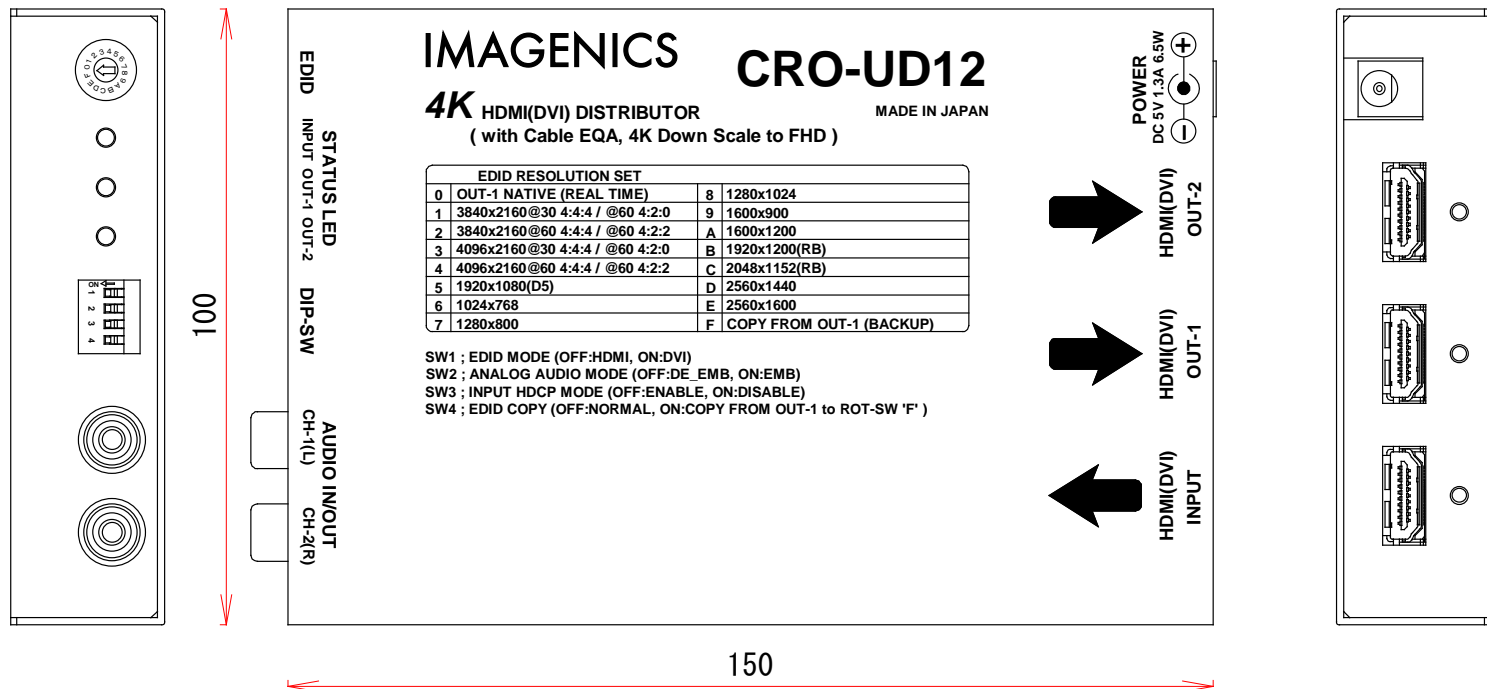 0123456789ABCDEF
ON
1
2
3
4
100
EDID
STATUS LED
INPUT OUT-1 OUT-2
DIP-SW
AUDIO IN/OUT
CH-1(L)
CH-2(R)
IMAGENICS
CRO-UD12
4K HDMI(DVI) DISTRIBUTOR
MADE IN JAPAN
( with Cable EQA, 4K Down Scale to FHD )
EDID RESOLUTION SET
0 OUT-1 NATIVE (REAL TIME) 8 1280x1024
1 3840x2160@30 4:4:4 / @60 4:2:0 9 1600x900
2 3840x2160@60 4:4:4 / @60 4:2:2 A 1600x1200
3 4096x2160@30 4:4:4 / @60 4:2:0 B 1920x1200(RB)
4 4096x2160@60 4:4:4 / @60 4:2:2 C 2048x1152(RB)
5 1920x1080(D5) D 2560x1440
6 1024x768 E 2560x1600
7 1280x800 F COPY FROM OUT-1 (BACKUP)
SW1 ; EDID MODE (OFF:HDMI, ON:DVI)
SW2 ; ANALOG AUDIO MODE (OFF:DE_EMB, ON:EMB)
SW3 ; INPUT HDCP MODE (OFF:ENABLE, ON:DISABLE)
SW4 ; EDID COPY (OFF:NORMAL, ON:COPY FROM OUT-1 to ROT-SW 'F' )
POWER
DC 5V 1.3A 6.5W
HDMI(DVI)
OUT-2
HDMI(DVI)
OUT-1
HDMI(DVI)
INPUT
150